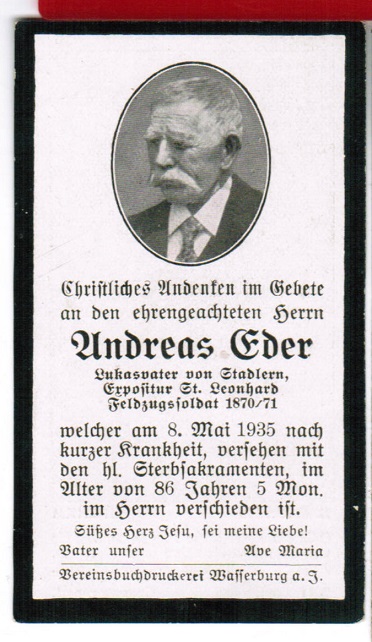 Christliches Andenken im Gebete
an den ehrengeachteten Herrn
Andreas Eder
Lukasvater von Stadlern,
Expositur St. Leonhard
Feldzugssoldat 1870/71
welcher am 8. Mai 1935 nach
kurzer Krankheit, versehen mit
den hl. Sterbsakramenten, im
Alter von 86 Jahren 5 Mon.
im Herrn verschieden ist.
Süßes Herz Jesu, sei meine Liebe!
Vater unser Ave Maria
Vereinsbuchdruckerei Wasserburg a. J.